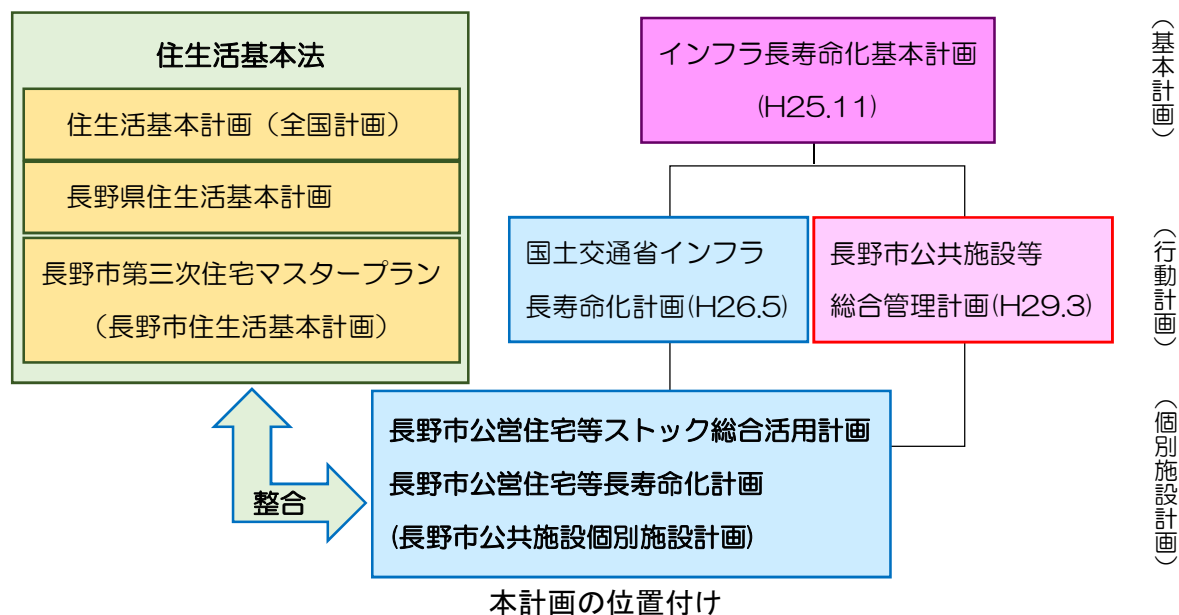 住生活基本法
住生活基本計画（全国計画）
長野県住生活基本計画
長野市第三次住宅マスタープラン
（長野市住生活基本計画）
インフラ長寿命化基本計画
(H25.11)
（基本計画）
国土交通省インフラ
長寿命化計画(H26.5)
長野市公共施設等
総合管理計画(H29.3)
（行動計画）
整合
長野市公営住宅等ストック総合活用計画
長野市公営住宅等長寿命化計画
(長野市公共施設個別施設計画)
（個別施設計画）
本計画の位置付け